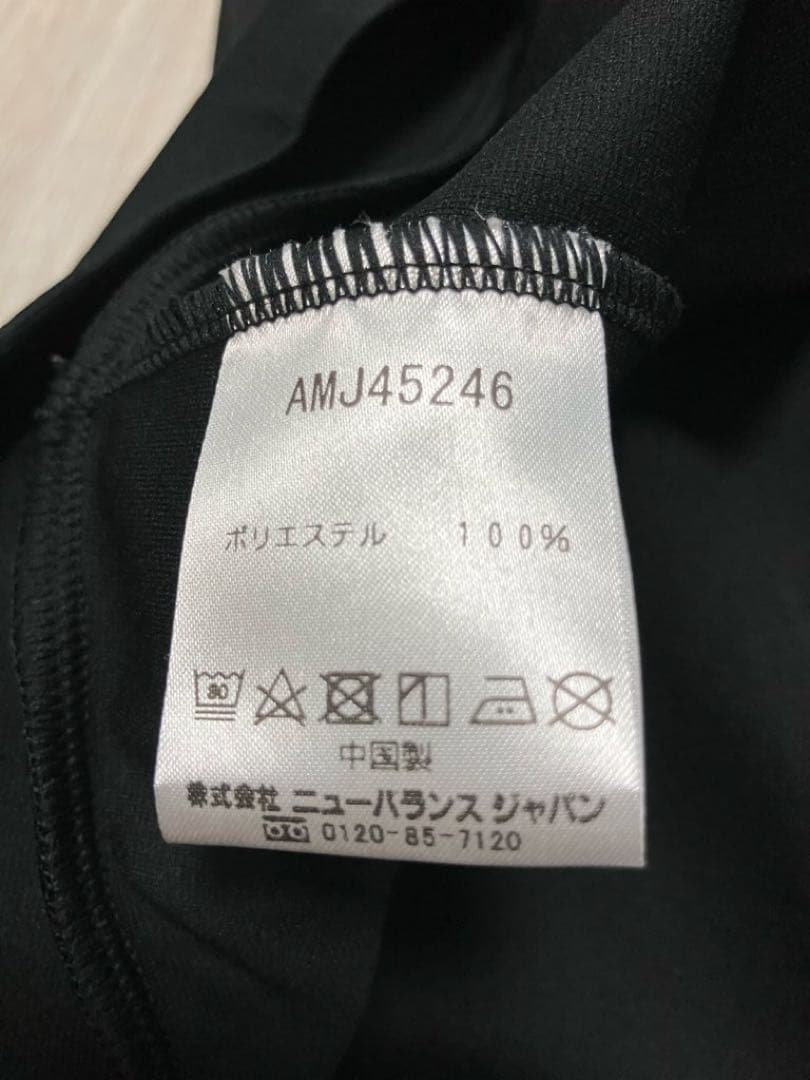 AMJ45246
ポリエステル 100%
30
中国製
株式会社 ニューバランス ジャパン
0120-85-7120